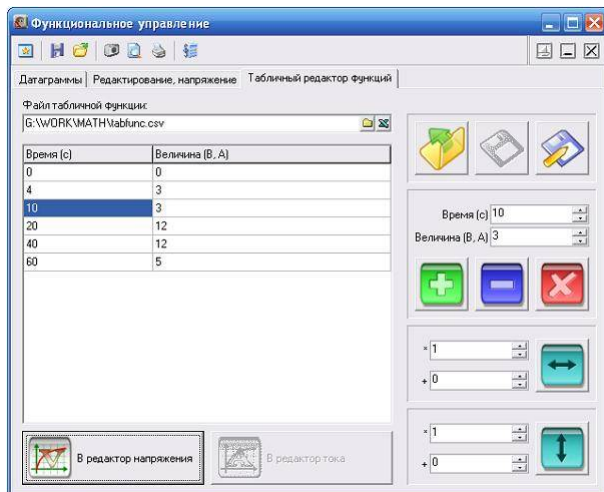 Функциональное управление
Датаграммы Редактирование, напряжение Табличный редактор функций
Файл табличной функции:
G:\WORK\MATH\tabfunc.csv
Время (с) Величина (В, А)
0 0
4 3
10 3
20 12
40 12
60 5
Время (с) 10
Величина (В, А) 3
* 1
+ 0
* 1
+ 0
В редактор напряжения В редактор тока